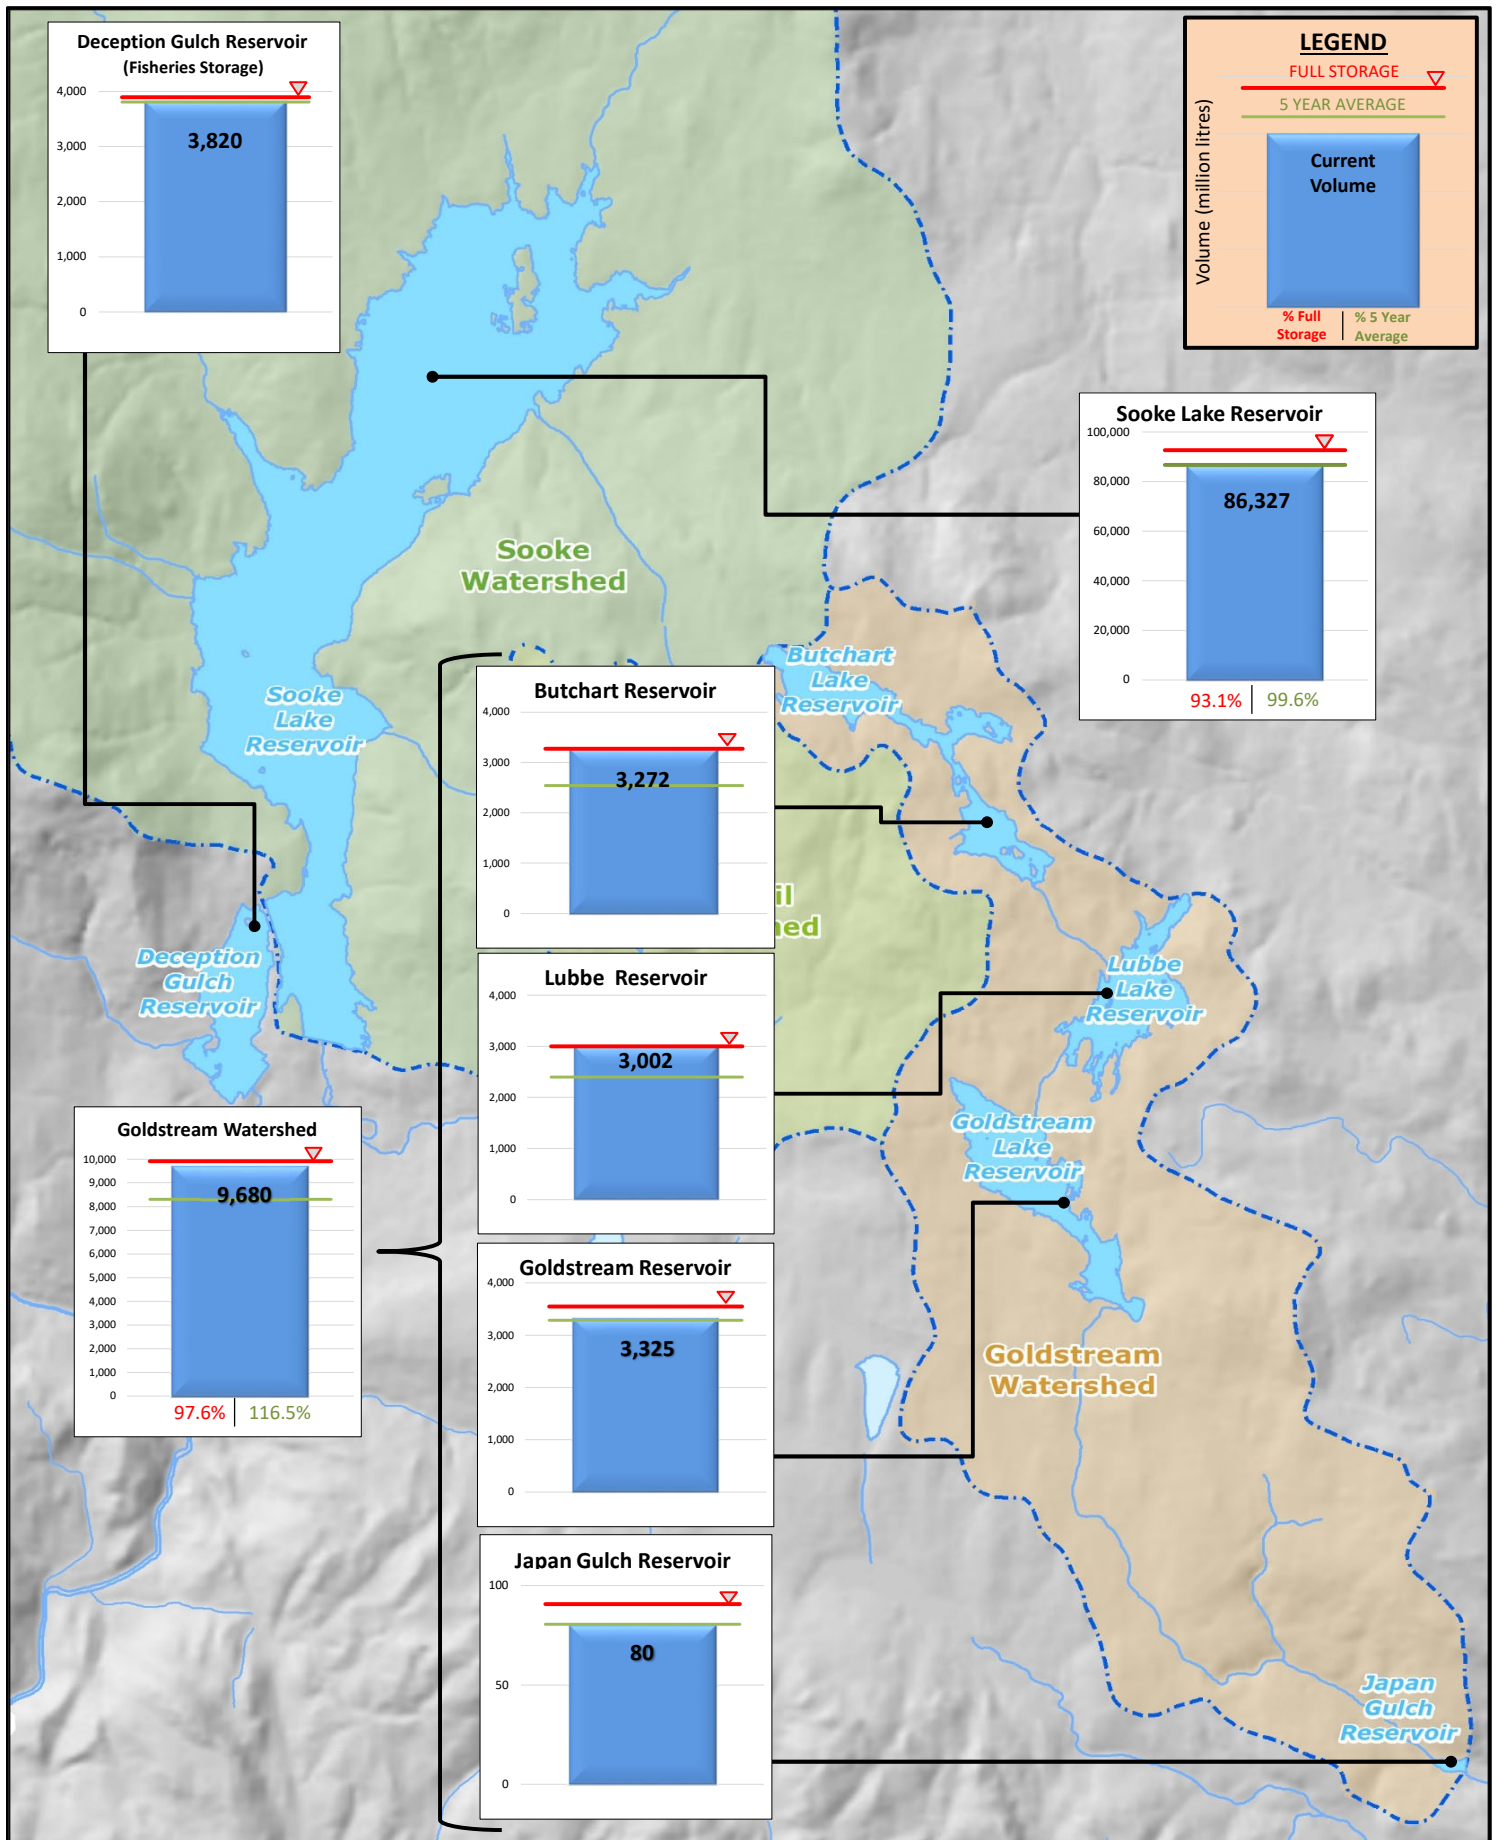 Deception Gulch Reservoir
(Fisheries Storage)
4,000
3,000
2,000
1,000
0
3,820
LEGEND
FULL STORAGE
5 YEAR AVERAGE
Volume (million litres)
Current
Volume
% Full
Storage
% 5 Year
Average
Sooke Lake Reservoir
100,000
80,000
60,000
40,000
20,000
0
86,327
93.1%
99.6%
Sooke
Watershed
Sooke
Lake
Reservoir
Butchart
Lake
Reservoir
Butchart Reservoir
4,000
3,000
2,000
1,000
0
3,272
il
hed
Deception
Gulch
Reservoir
Lubbe Reservoir
4,000
3,000
2,000
1,000
0
3,002
Lubbe
Lake
Reservoir
Goldstream Watershed
10,000
9,000
8,000
7,000
6,000
5,000
4,000
3,000
2,000
1,000
0
9,680
97.6%
116.5%
Goldstream
Lake
Reservoir
Goldstream Reservoir
4,000
3,000
2,000
1,000
0
3,325
Goldstream
Watershed
Japan Gulch Reservoir
100
50
0
80
Japan
Gulch
Reservoir